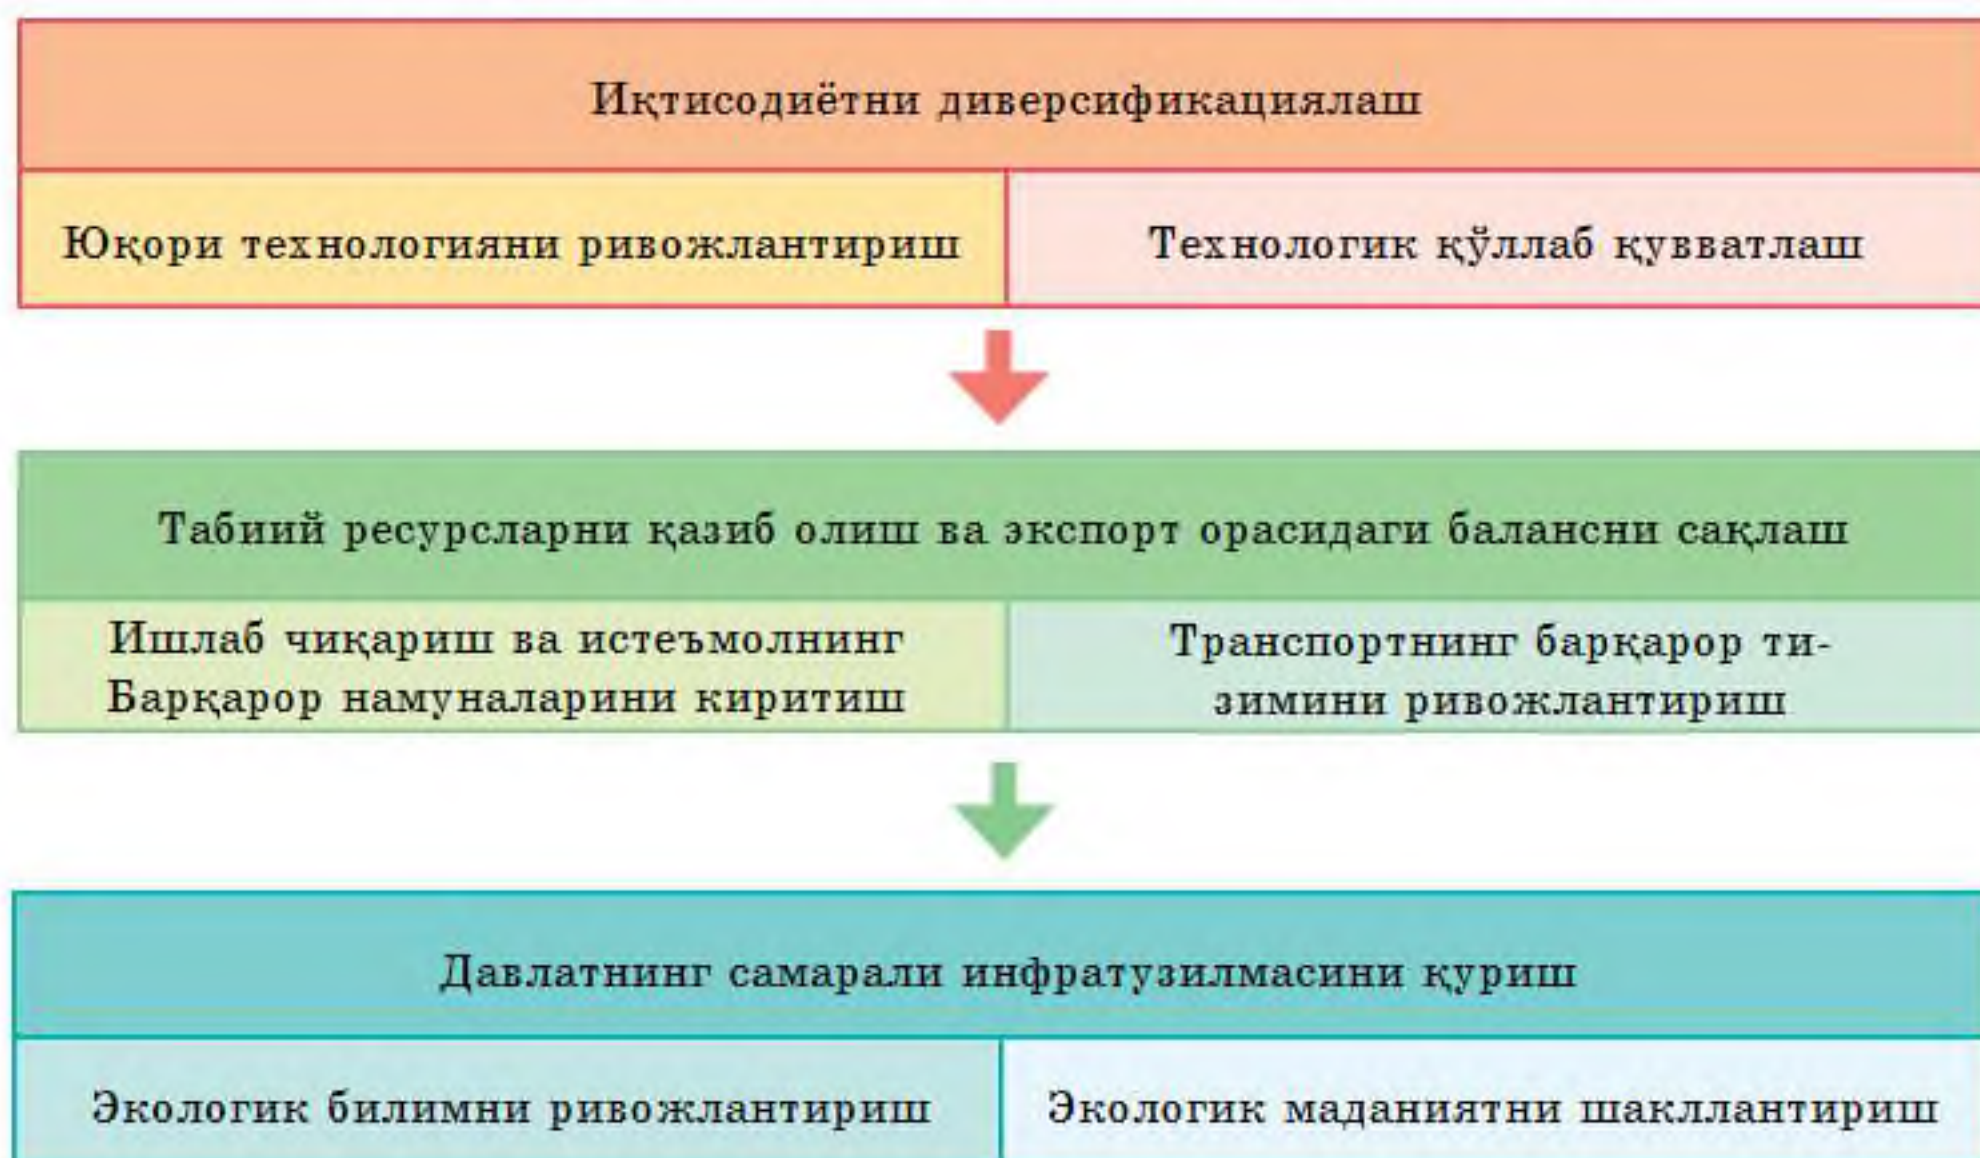 Иқтисодиётни диверсификациялаш
Юқори технологияни ривожлантириш
Технологик қўллаб қувватлаш
Табиий ресурсларни қазиб олиш ва экспорт орасидаги балансни сақлаш
Ишлаб чиқариш ва истеъмолнинг
Барқарор намуналарини киритиш
Транспортнинг барқарор ти-
зимини ривожлантириш
Давлатнинг самарали инфратузилмасини қуриш
Экологик билимни ривожлантириш
Экологик маданиятни шакллантириш